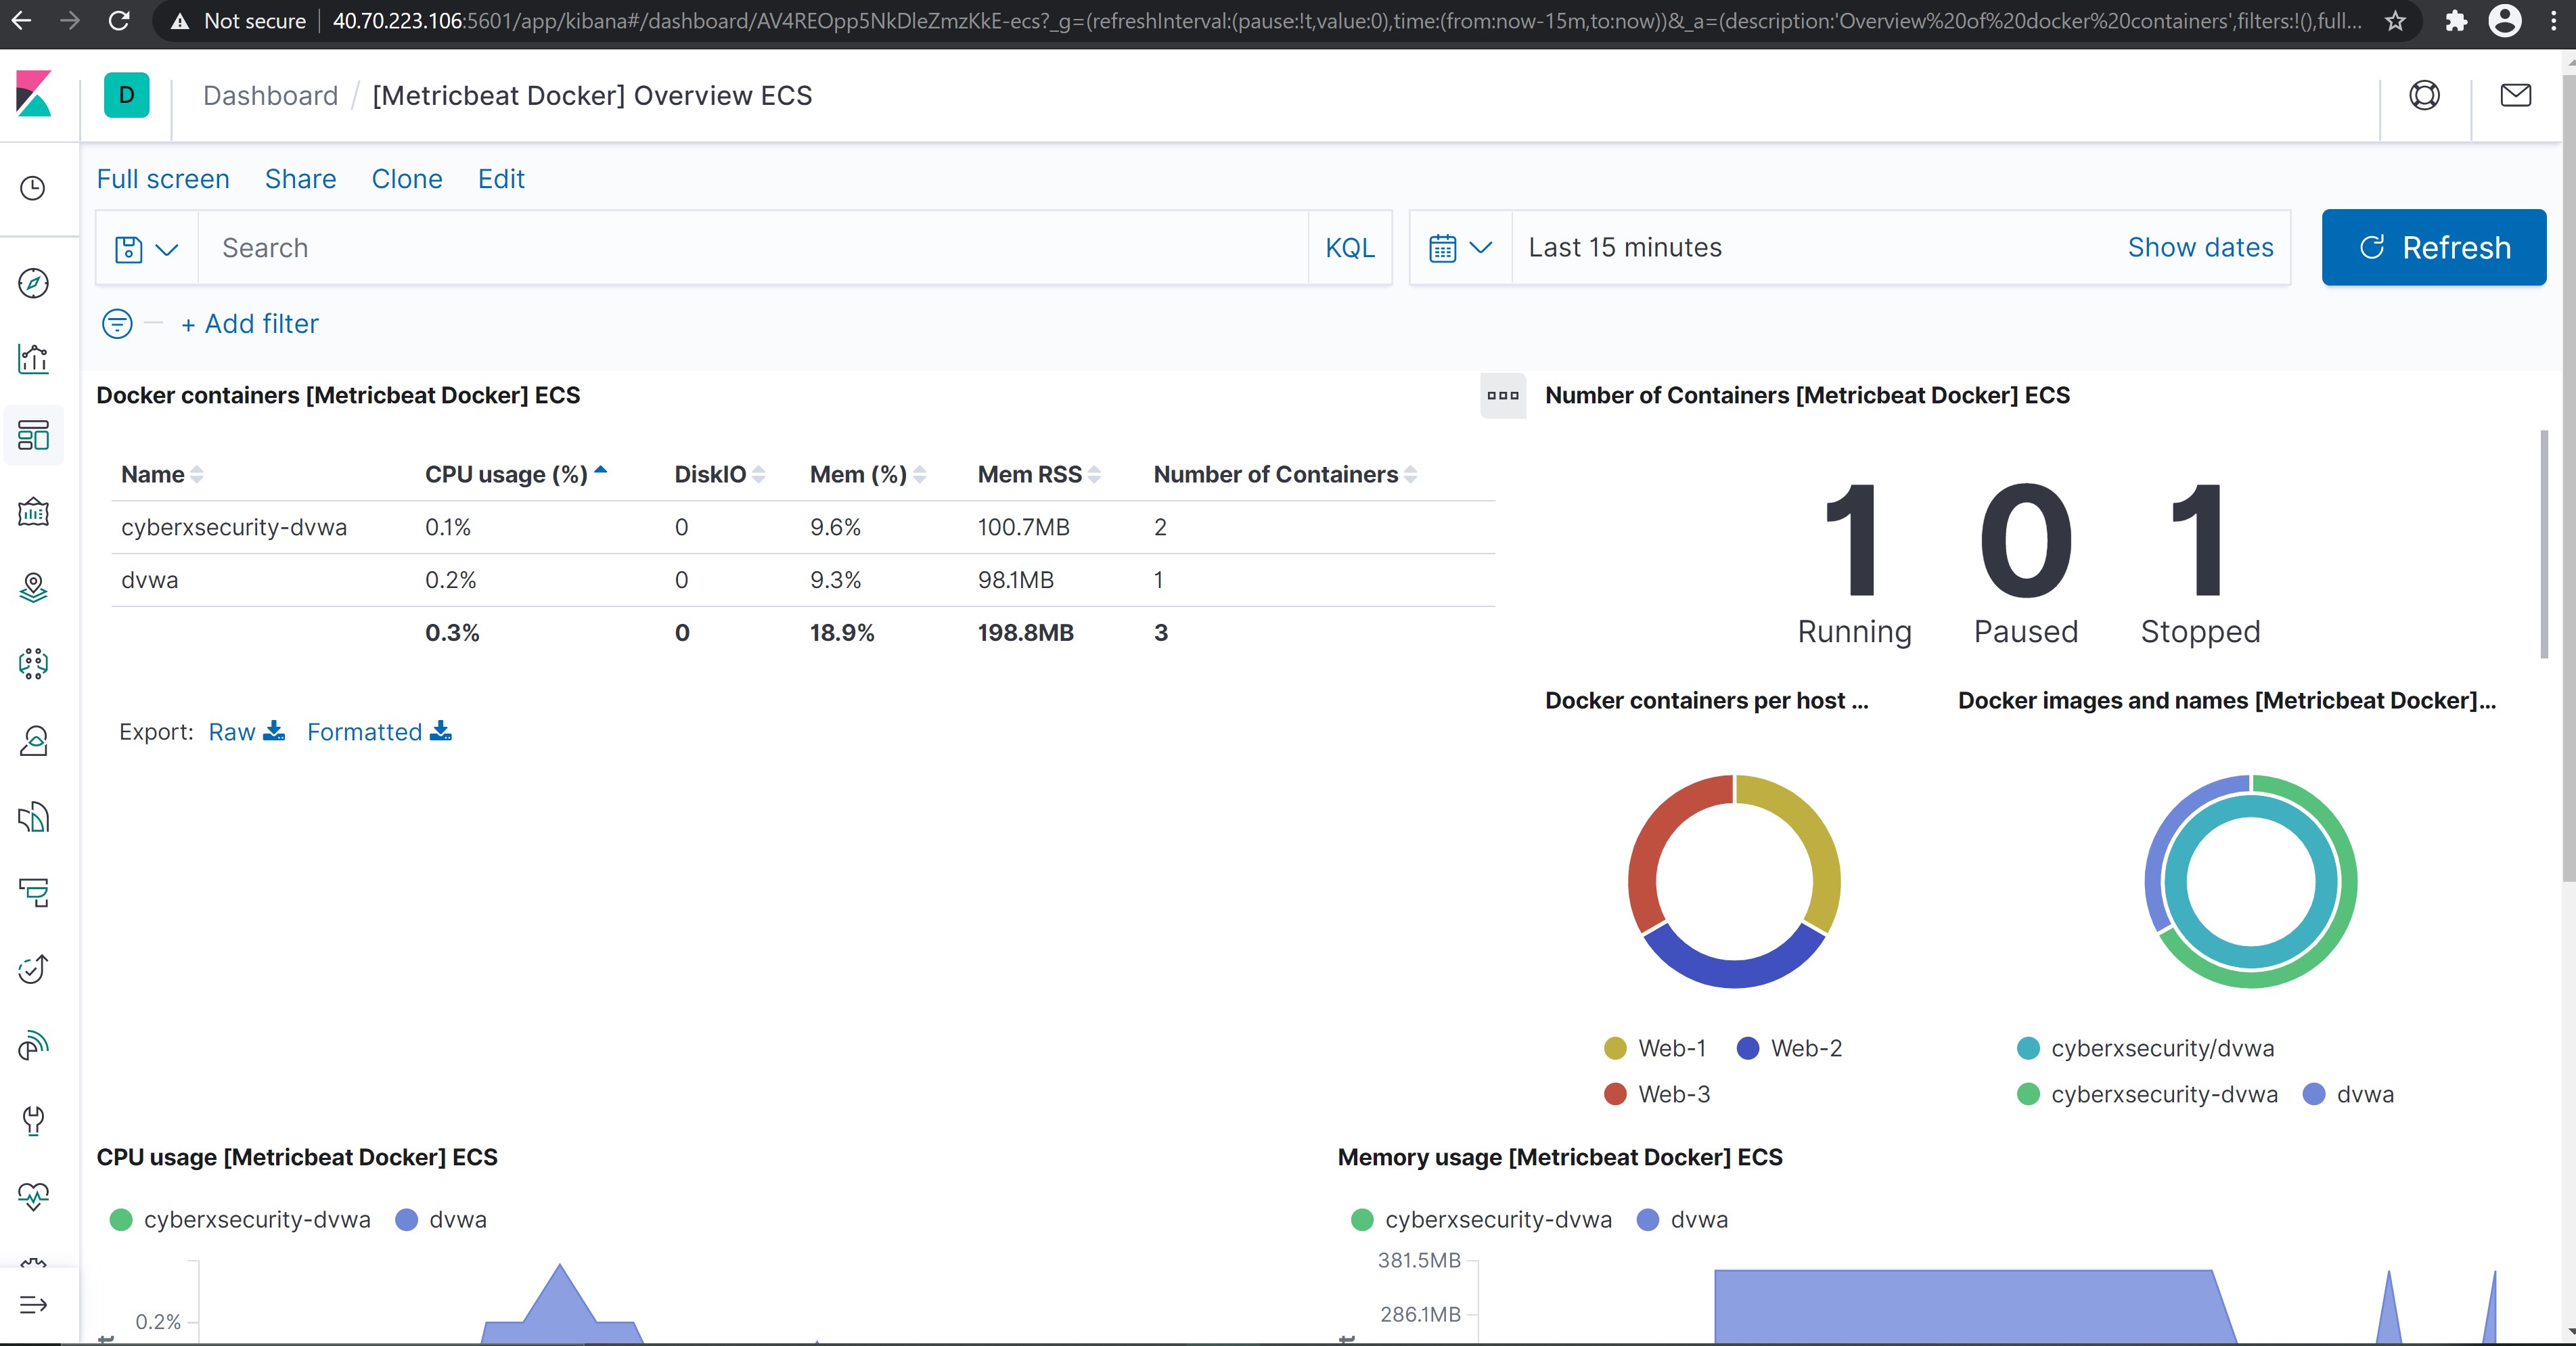 Not secure 40.70.223.106:5601/app/kibana#/dashboard/AV4REOpp5NkDleZmzKkE-ecs?_g=(refreshInterval:(pause:!t,value:0),time:(from:now-15m,to:now))&_a=(description:'Overview%20of%20docker%20containers',filters:!(),full...
D Dashboard / [Metricbeat Docker] Overview ECS
Full screen Share Clone Edit
Search KQL Last 15 minutes Show dates Refresh
+ Add filter
Docker containers [Metricbeat Docker] ECS
Name CPU usage (%) DiskIO Mem (%) Mem RSS Number of Containers
cyberxsecurity-dvwa 0.1% 0 9.6% 100.7MB 2
dvwa 0.2% 0 9.3% 98.1MB 1
0.3% 0 18.9% 198.8MB 3
Export: Raw Formatted
Number of Containers [Metricbeat Docker] ECS
1 0 1
Running Paused Stopped
Docker containers per host ...
Web-1 Web-2
Web-3
Docker images and names [Metricbeat Docker]...
cyberxsecurity/dvwa
cyberxsecurity-dvwa dvwa
CPU usage [Metricbeat Docker] ECS
cyberxsecurity-dvwa dvwa
0.2%
Memory usage [Metricbeat Docker] ECS
cyberxsecurity-dvwa dvwa
381.5MB
286.1MB